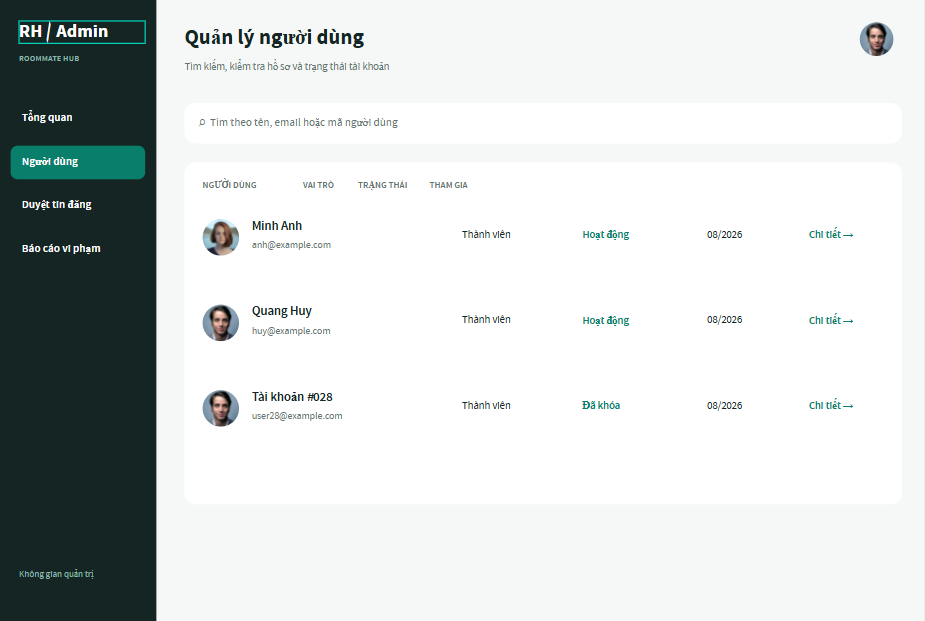 RH / Admin
ROOMMATE HUB
Tổng quan
Người dùng
Duyệt tin đăng
Báo cáo vi phạm
Không gian quản trị
Quản lý người dùng
Tìm kiếm, kiểm tra hồ sơ và trạng thái tài khoản
⌕ Tìm theo tên, email hoặc mã người dùng
NGƯỜI DÙNG VAI TRÒ TRẠNG THÁI THAM GIA
Minh Anh
anh@example.com
Thành viên Hoạt động 08/2026 Chi tiết →
Quang Huy
huy@example.com
Thành viên Hoạt động 08/2026 Chi tiết →
Tài khoản #028
user28@example.com
Thành viên Đã khóa 08/2026 Chi tiết →